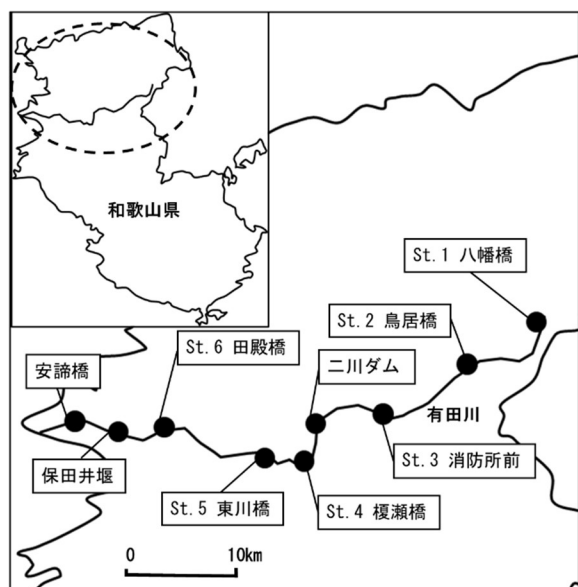 和歌山県
St.1 八幡橋
St.2 鳥居橋
St.6 田殿橋
二川ダム
安諦橋
有田川
保田井堰
St.3 消防所前
St.5 東川橋
St.4 榎瀬橋
0 10km